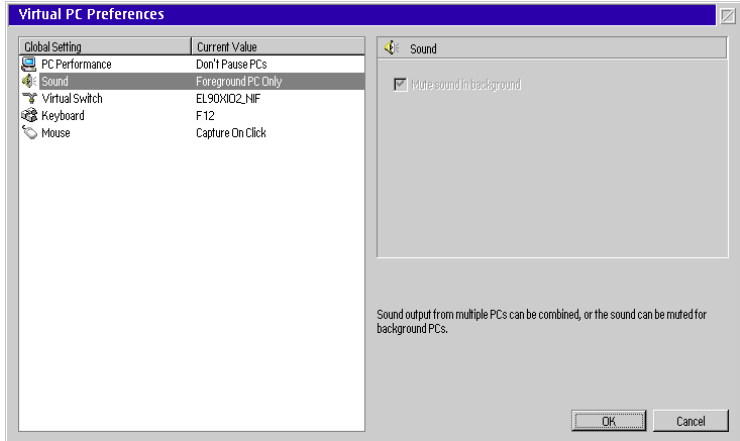 Virtual PC Preferences
Global Setting Current Value
PC Performance Don't Pause PCs
Sound Foreground PC Only
Virtual Switch EL90XIO2_NIF
Keyboard F12
Mouse Capture On Click
Sound
Mute sound in background
Sound output from multiple PCs can be combined, or the sound can be muted for
background PCs.
OK Cancel